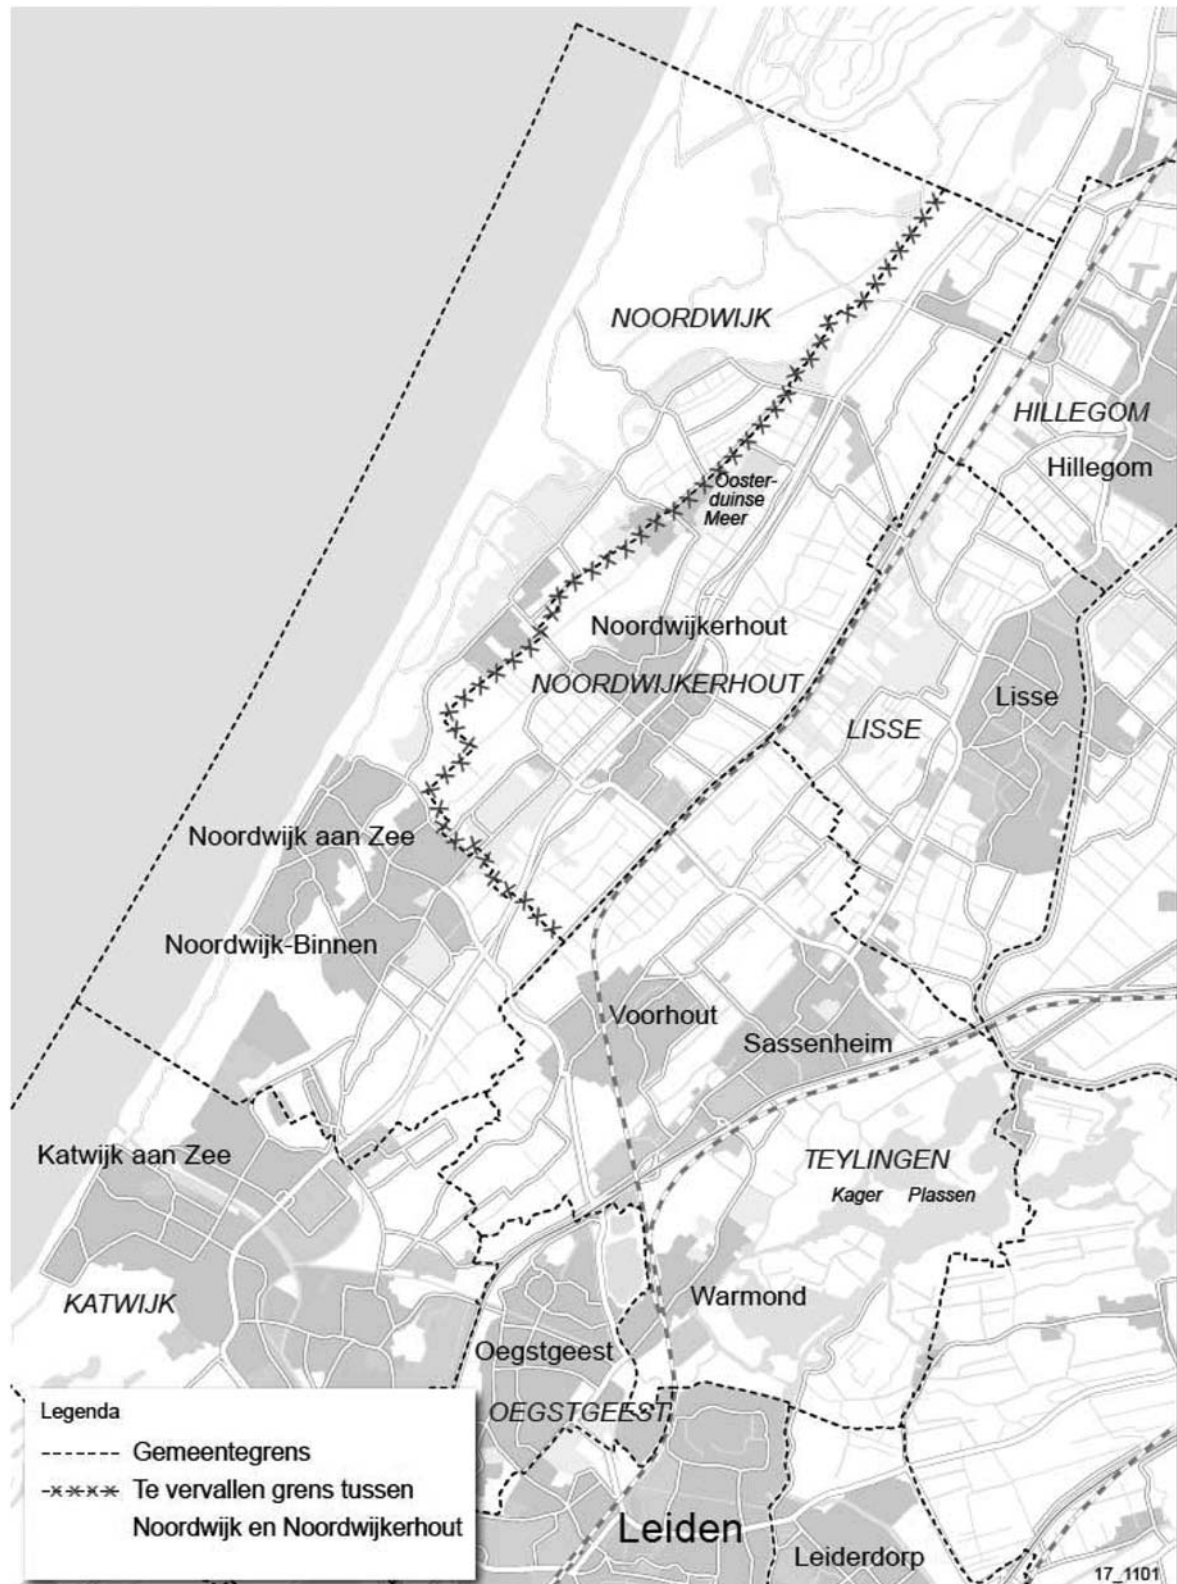 NOORDWIJK
HILLEGOM
Hillegom
Ooster-
duinse
Meer
Noordwijkerhout
NOORDWIJKERHOUT
Lisse
LISSE
Noordwijk aan Zee
Noordwijk-Binnen
Voorhout
Sassenheim
Katwijk aan Zee
TEYLINGEN
Kager Plassen
KATWIJK
Warmond
Oegstgeest
OEGSTGEEST
Legenda
Gemeentegrens
Te vervallen grens tussen
Noordwijk en Noordwijkerhout
Leiden
Leiderdorp
17_1101